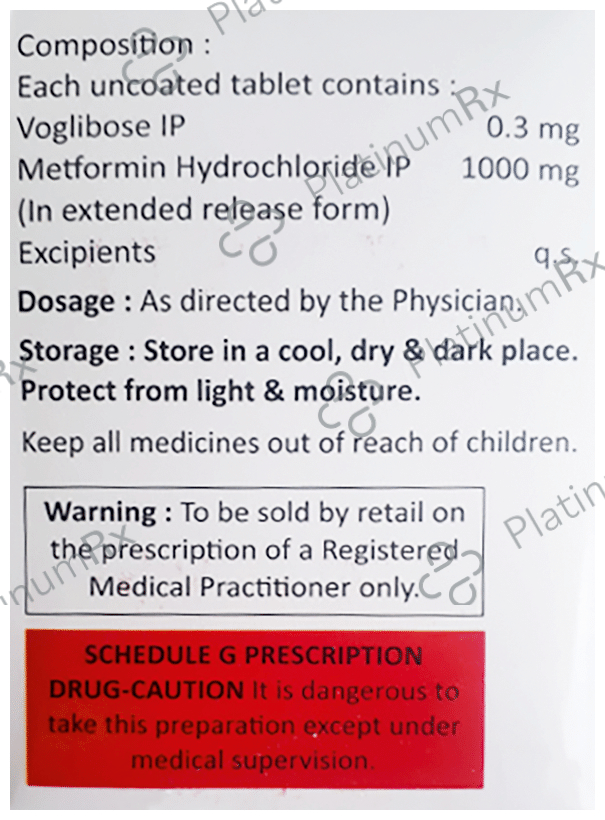 Composition :
Each uncoated tablet contains :
Voglibose IP 0.3 mg
Metformin Hydrochloride IP 1000 mg
(In extended release form)
Excipients q.s.
Dosage : As directed by the Physician.
Storage : Store in a cool, dry & dark place.
Protect from light & moisture.
Keep all medicines out of reach of children.
Warning : To be sold by retail on
the prescription of a Registered
Medical Practitioner only.
SCHEDULE G PRESCRIPTION
DRUG-CAUTION It is dangerous to
take this preparation except under
medical supervision.
PlatinumRx
PlatinumRx